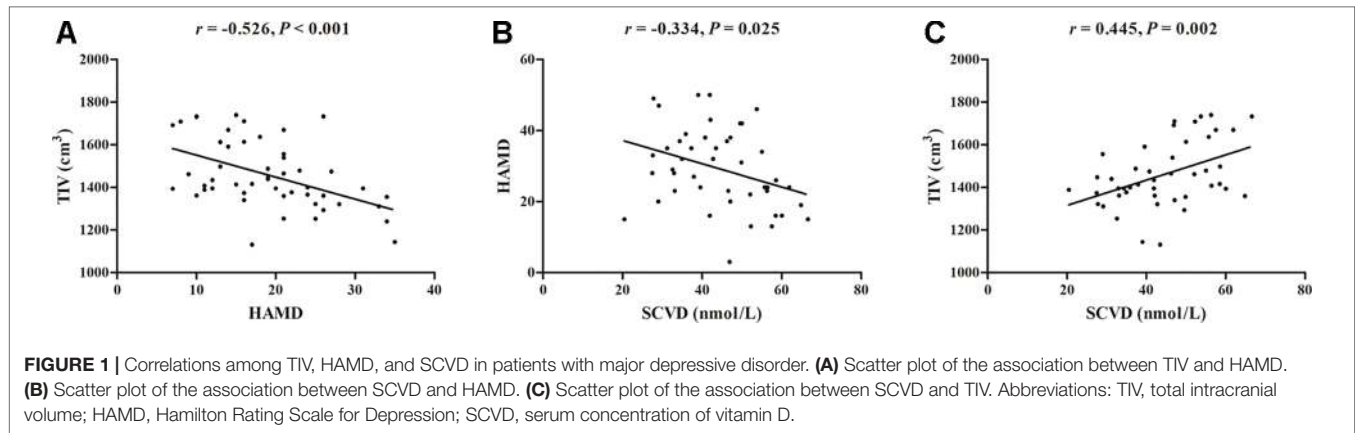 A
r = -0.526, P < 0.001
2000
1800
1600
1400
1200
1000
TIV (cm³)
0
10
20
30
40
HAMD
B
r = -0.334, P = 0.025
60
40
20
0
HAMD
0
20
40
60
80
SCVD (nmol/L)
C
r = 0.445, P = 0.002
2000
1800
1600
1400
1200
1000
TIV (cm³)
0
20
40
60
80
SCVD (nmol/L)
FIGURE 1 | Correlations among TIV, HAMD, and SCVD in patients with major depressive disorder. (A) Scatter plot of the association between TIV and HAMD.
(B) Scatter plot of the association between SCVD and HAMD. (C) Scatter plot of the association between SCVD and TIV. Abbreviations: TIV, total intracranial
volume; HAMD, Hamilton Rating Scale for Depression; SCVD, serum concentration of vitamin D.